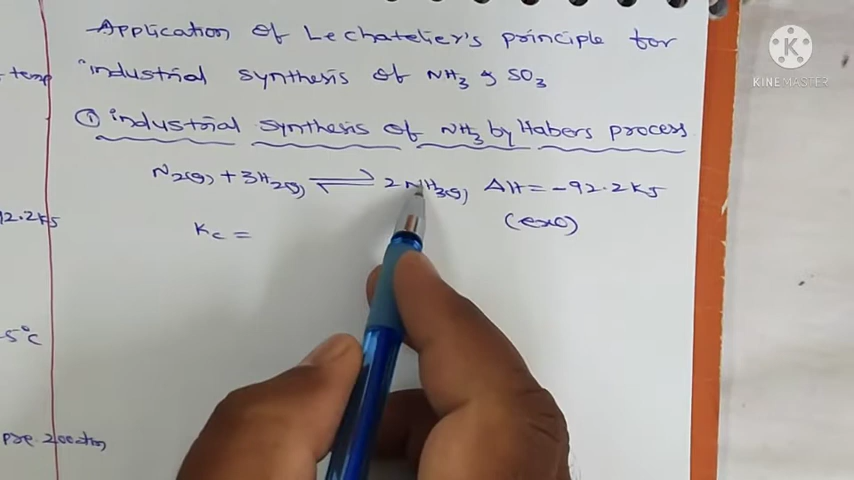 Application of Lechatelier's principle for
industrial synthesis of NH3 & SO3
① industrial synthesis of NH3 by Habers process
N2(g) + 3H2(g) ⇌ 2NH3(g) ΔH = -92.2KJ
(exo)
Kc =
temp
2.2KJ
5°C
KINEMASTER